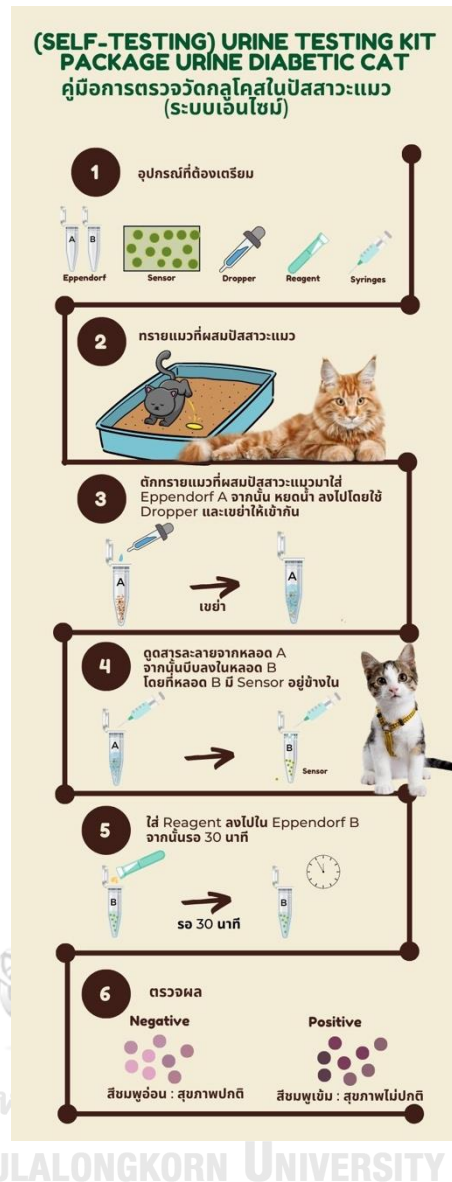 (SELF-TESTING) URINE TESTING KIT
PACKAGE URINE DIABETIC CAT
คู่มือการตรวจวัดกลูโคสในปัสสาวะแมว
(ระบบเอ็นไซม์)
1
อุปกรณ์ที่ต้องเตรียม
A B
Eppendorf Sensor Dropper Reagent Syringes
2
ทรายแมวที่ผสมปัสสาวะแมว
3
ตักทรายแมวที่ผสมปัสสาวะแมวมาใส่
Eppendorf A จากนั้น หยดน้ำ ลงไปโดยใช้
Dropper และเขย่าให้เข้ากัน
A
A
เขย่า
4
ดูดสารละลายจากหลอด A
จากนั้นบีบลงในหลอด B
โดยที่หลอด B มี Sensor อยู่ข้างใน
A
B
Sensor
5
ใส่ Reagent ลงไปใน Eppendorf B
จากนั้นรอ 30 นาที
B
B
รอ 30 นาที
6
ตรวจผล
Negative Positive
สีชมพูอ่อน : สุขภาพปกติ สีชมพูเข้ม : สุขภาพไม่ปกติ
ULALONGKORN UNIVERSITY